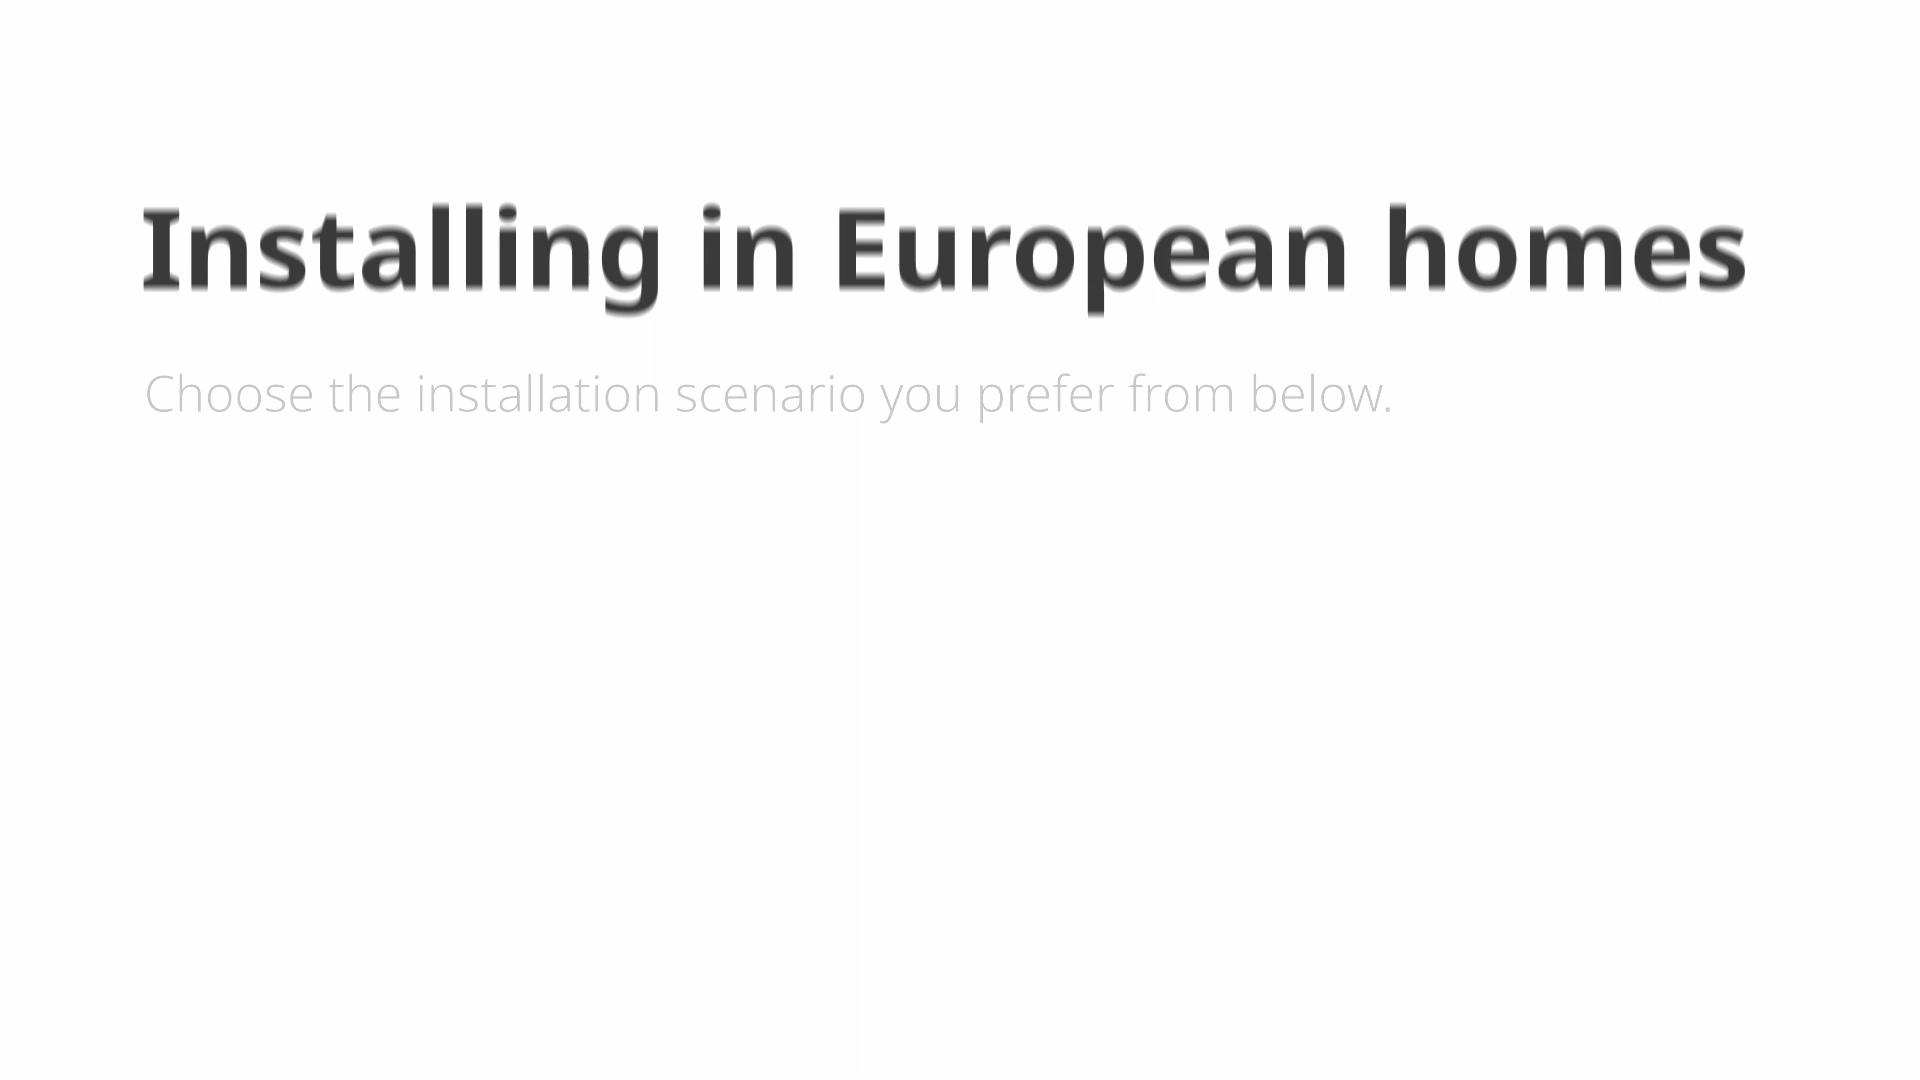 Installing in European homes
Choose the installation scenario you prefer from below.